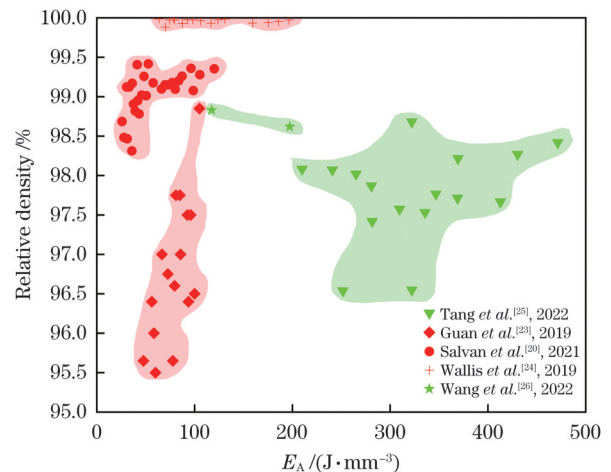 100.0
99.5
99.0
98.5
98.0
97.5
97.0
96.5
96.0
95.5
95.0
Relative density /%
Tang et al.[25], 2022
Guan et al.[23], 2019
Salvan et al.[20], 2021
Wallis et al.[24], 2019
Wang et al.[26], 2022
0 100 200 300 400 500
EA /(J·mm−3)